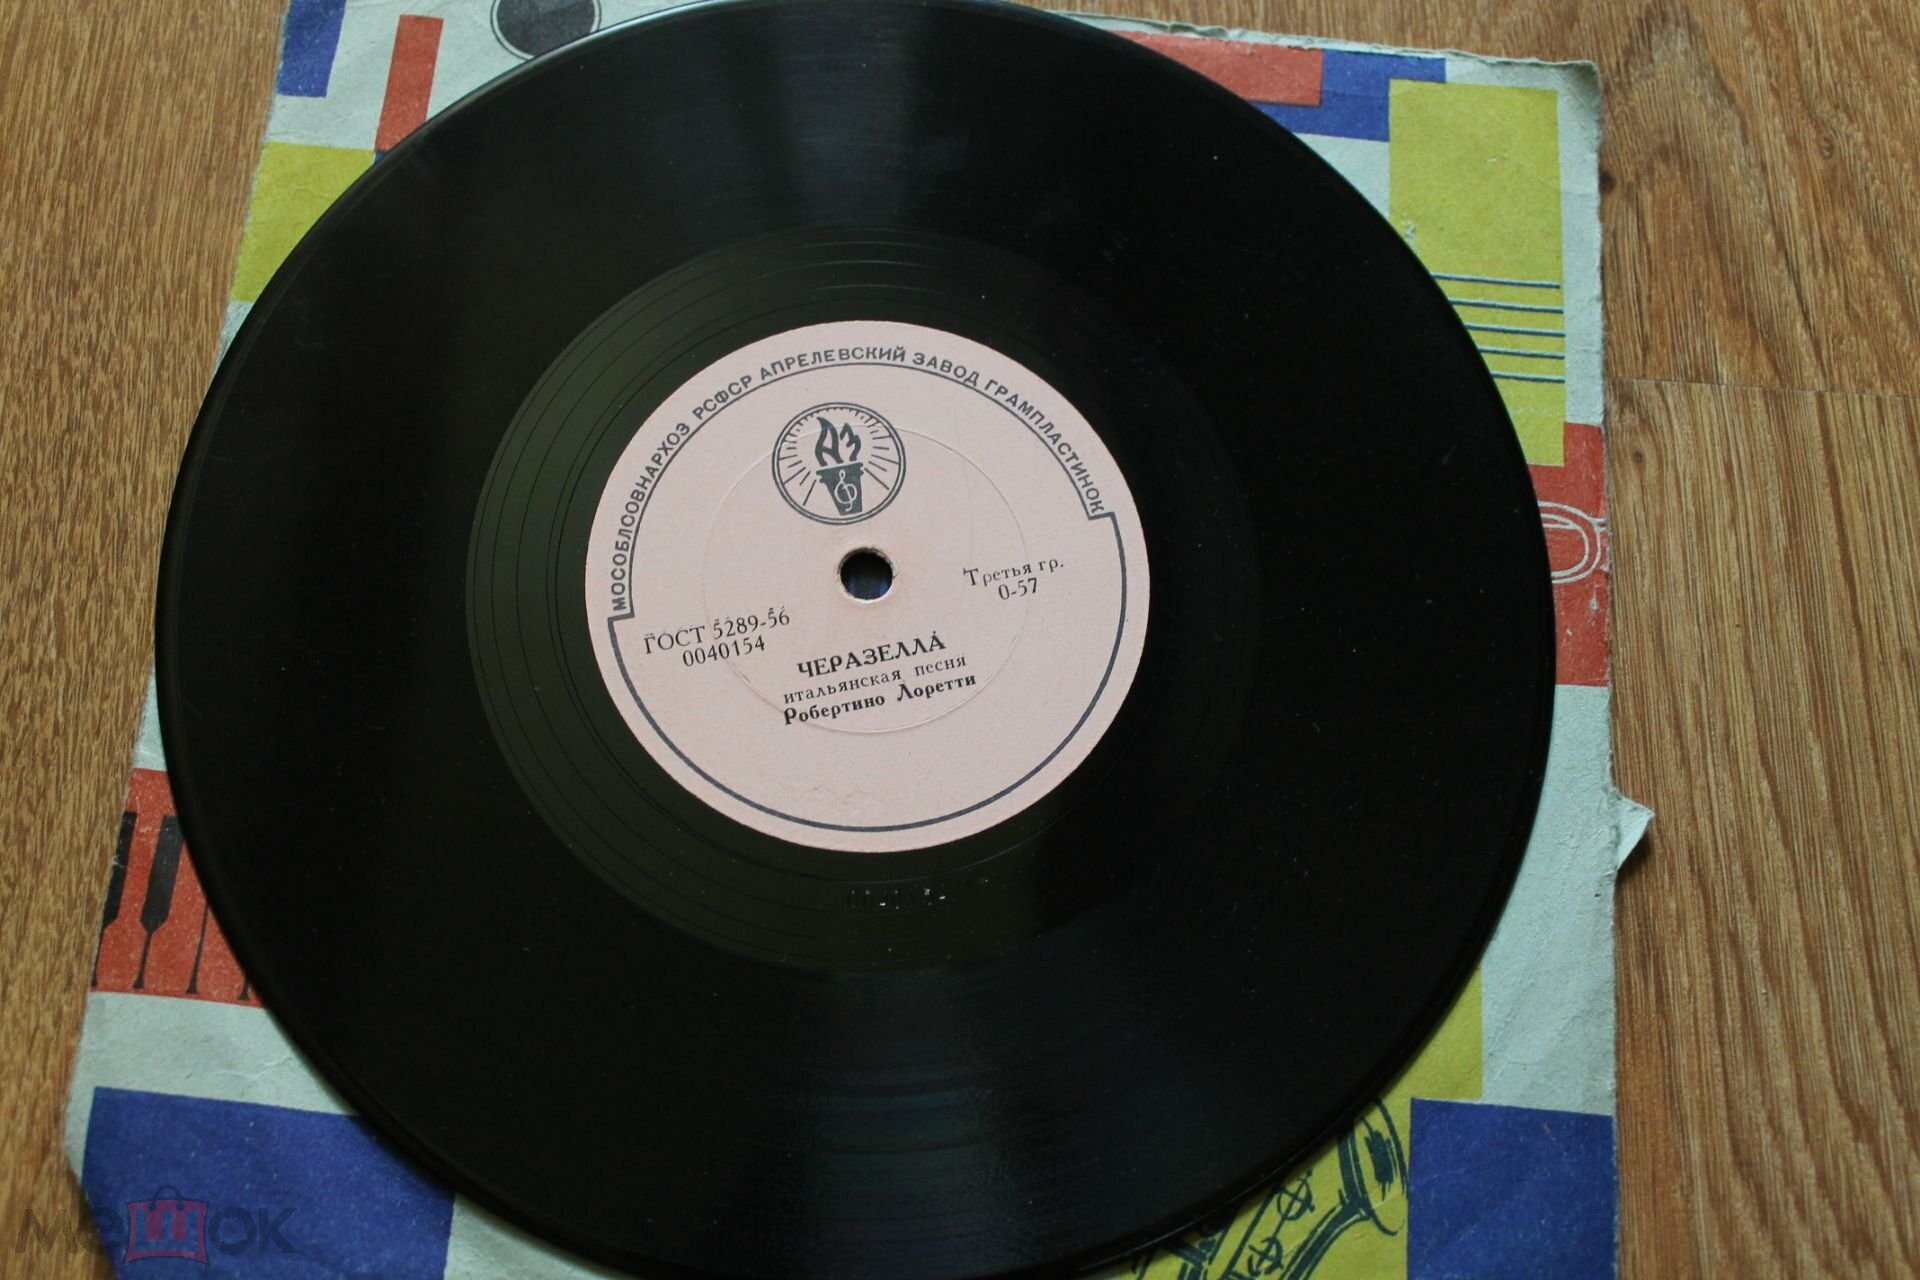 МОСОБЛСОВНАРХОЗ РСФСР АПРЕЛЕВСКИЙ ЗАВОД ГРАМПЛАСТИНОК
АЗ
Третья гр.
0-57
ГОСТ 5289-56
0040154
ЧЕРАЗЕЛЛА
итальянская песня
Робертино Лоретти
мешок